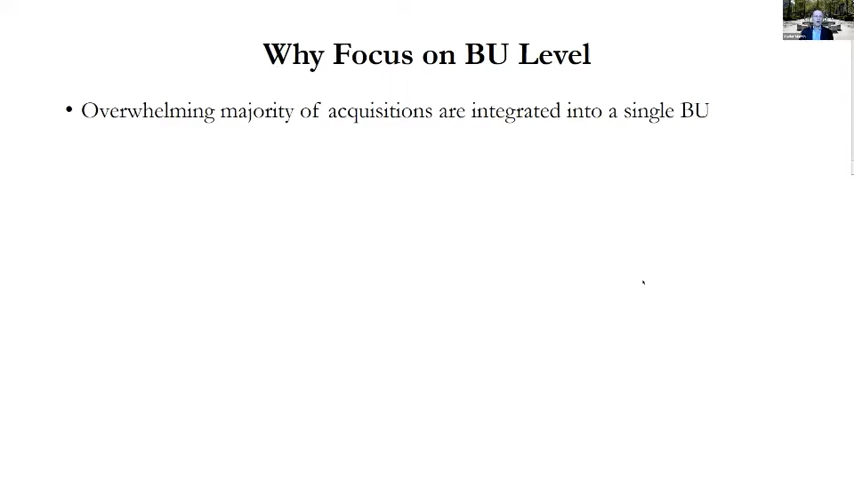 Why Focus on BU Level
• Overwhelming majority of acquisitions are integrated into a single BU